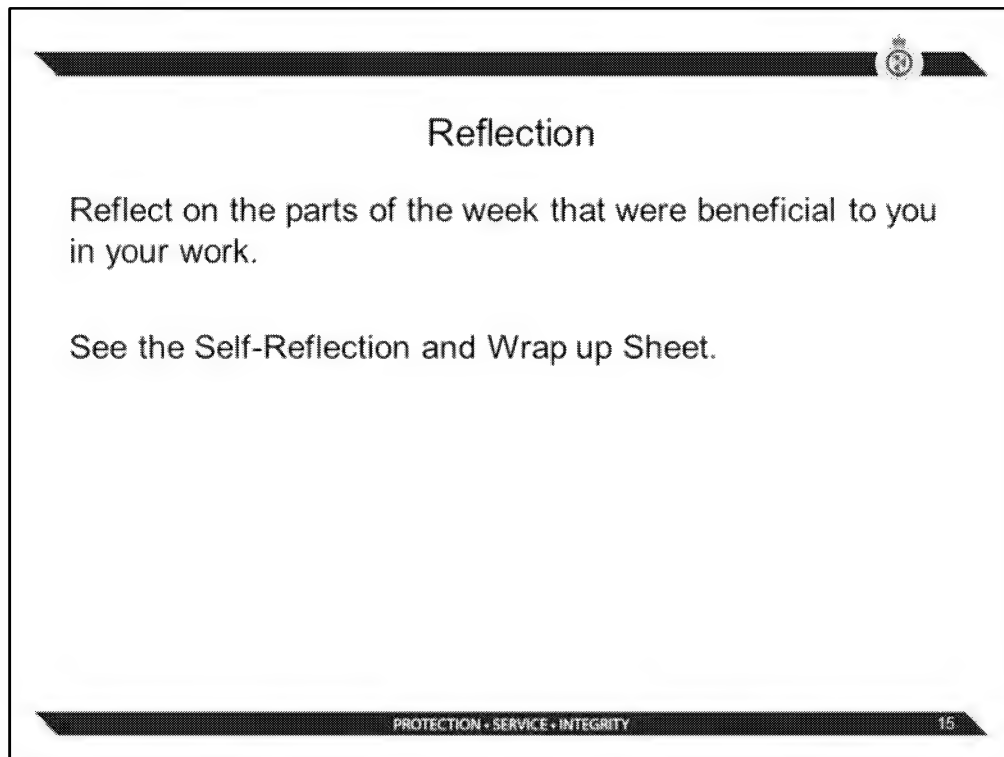 Reflection
Reflect on the parts of the week that were beneficial to you
in your work.
See the Self-Reflection and Wrap up Sheet.
PROTECTION • SERVICE • INTEGRITY
15